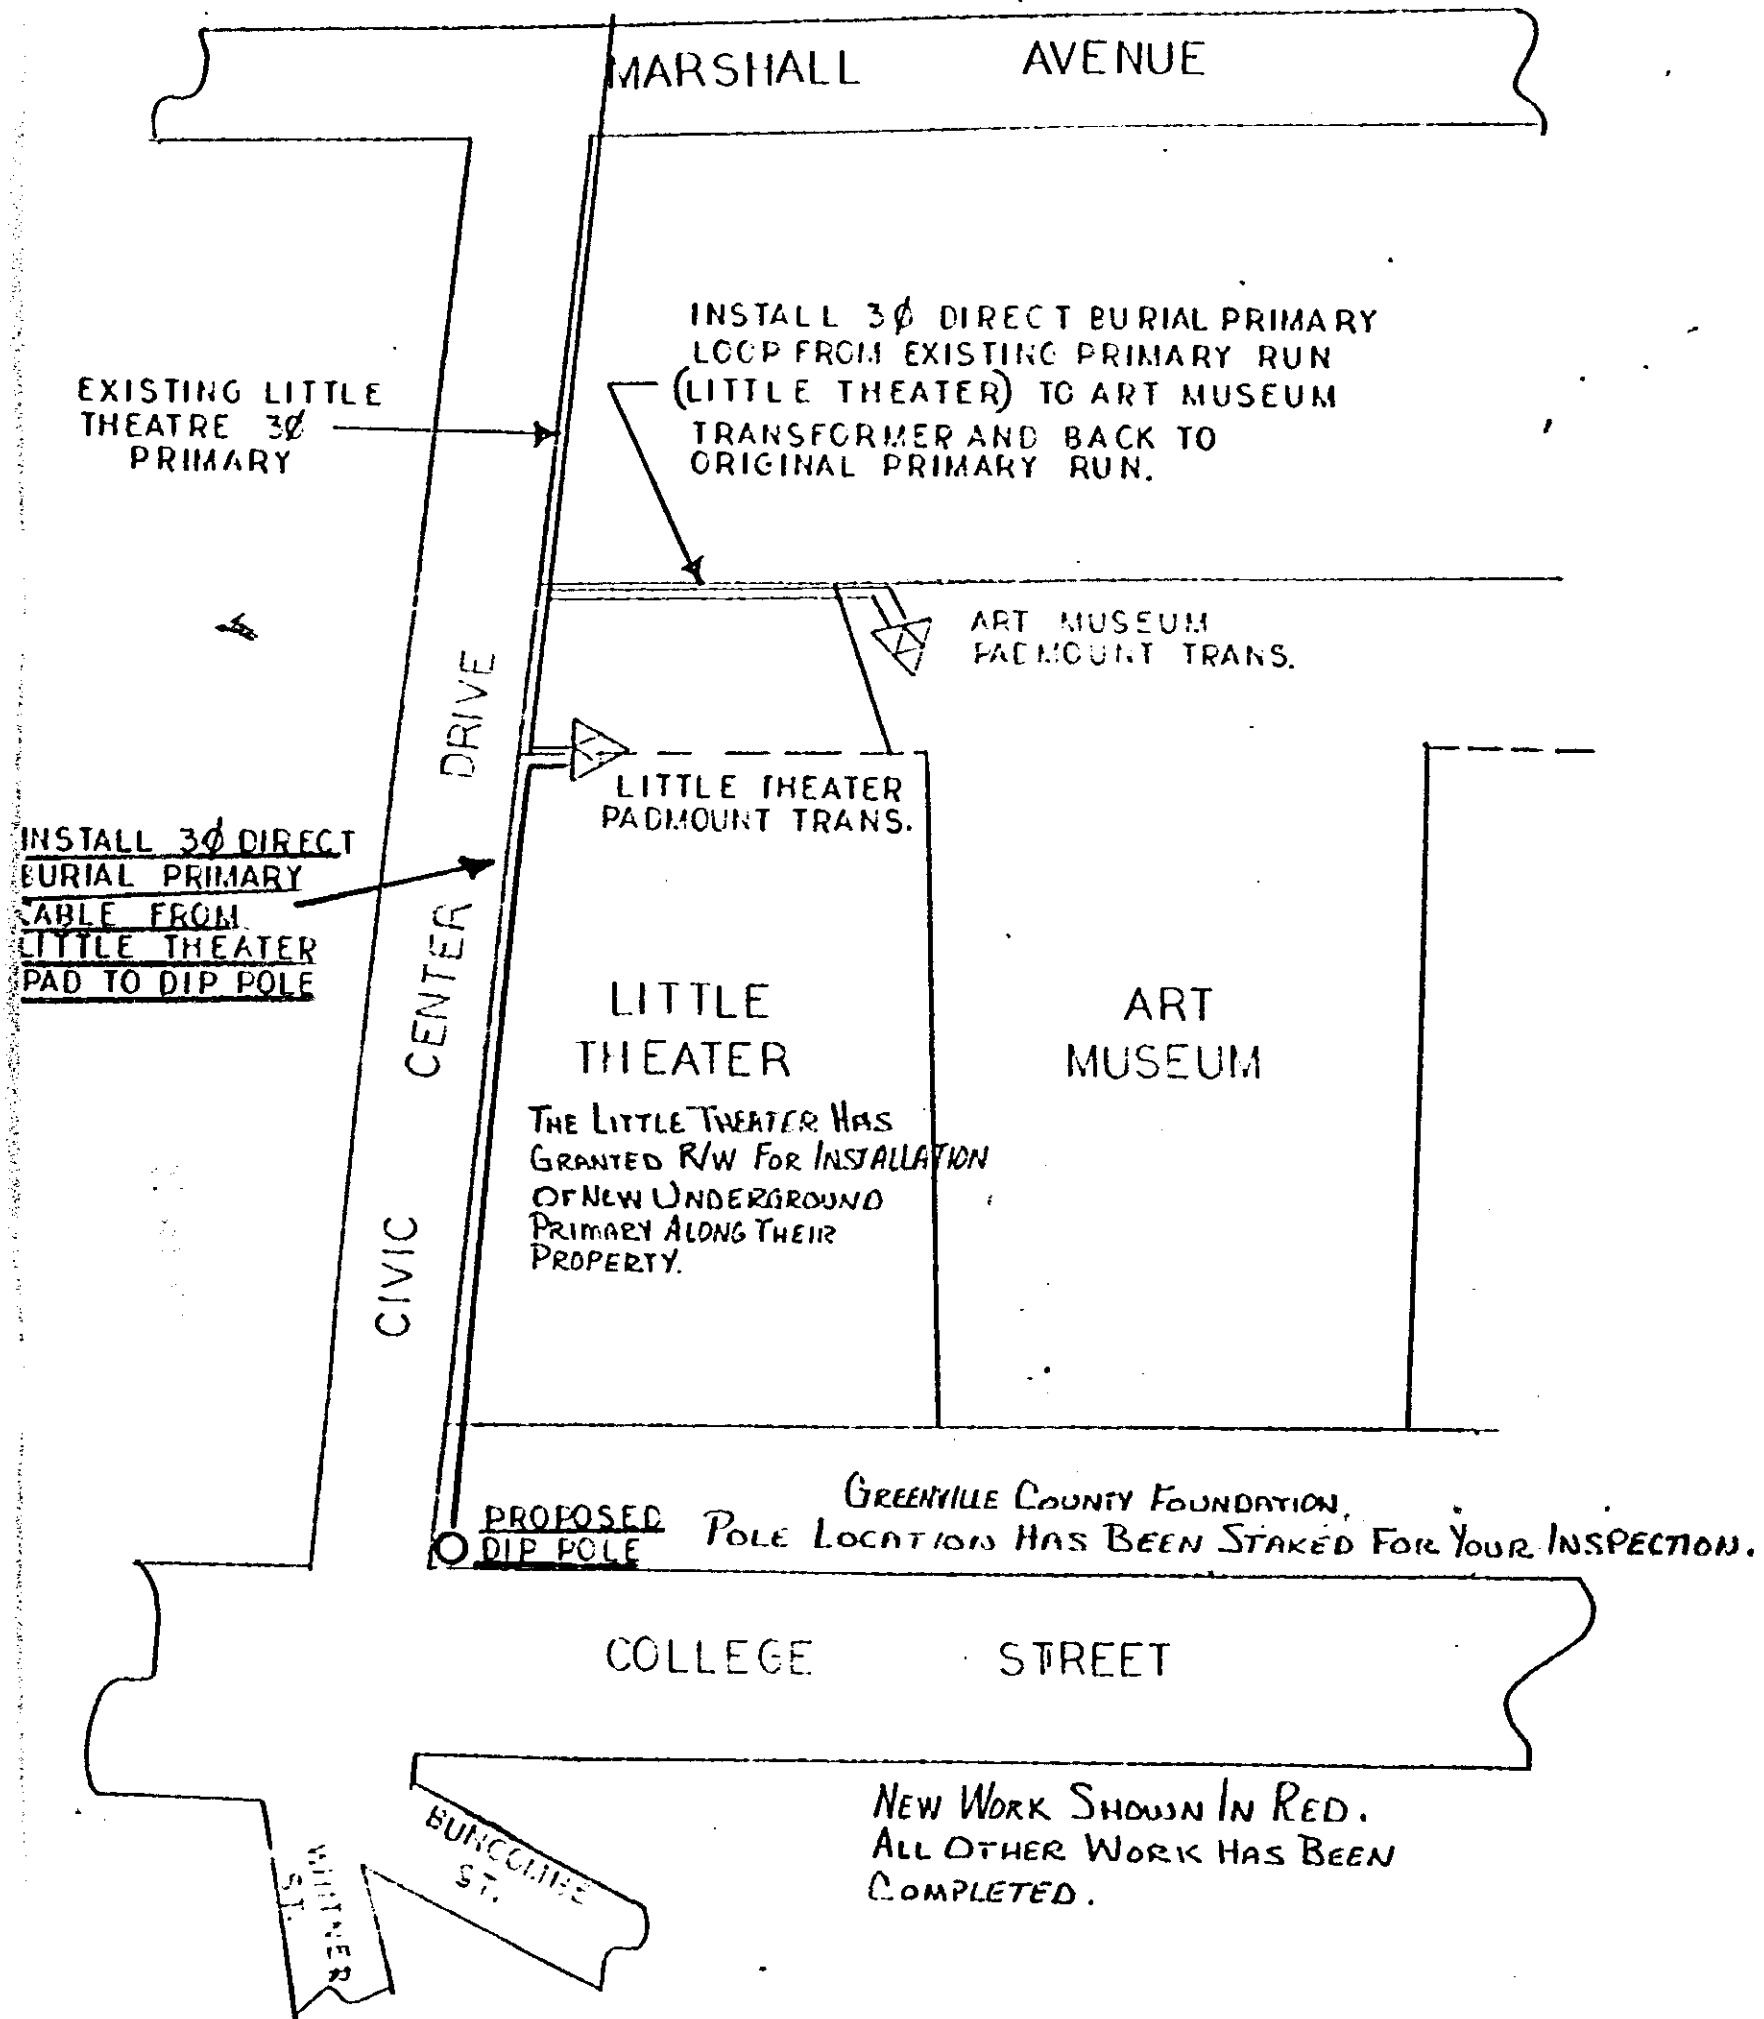 MARSHALL AVENUE
INSTALL 3Ø DIRECT BURIAL PRIMARY
LOOP FROM EXISTING PRIMARY RUN
(LITTLE THEATER) TO ART MUSEUM
TRANSFORMER AND BACK TO
ORIGINAL PRIMARY RUN.
EXISTING LITTLE
THEATRE 3Ø
PRIMARY
ART MUSEUM
PADMOUNT TRANS.
LITTLE THEATER
PADMOUNT TRANS.
INSTALL 3Ø DIRECT
BURIAL PRIMARY
CABLE FROM
LITTLE THEATER
PAD TO DIP POLE
CIVIC CENTER DRIVE
LITTLE
THEATER
ART
MUSEUM
THE LITTLE THEATER HAS
GRANTED R/W FOR INSTALLATION
OF NEW UNDERGROUND
PRIMARY ALONG THEIR
PROPERTY.
PROPOSED
DIP POLE
GREENVILLE COUNTY FOUNDATION,
POLE LOCATION HAS BEEN STAKED FOR YOUR INSPECTION.
COLLEGE STREET
NEW WORK SHOWN IN RED.
ALL OTHER WORK HAS BEEN
COMPLETED.
BUNCOMBE
ST.
WHITNER
ST.